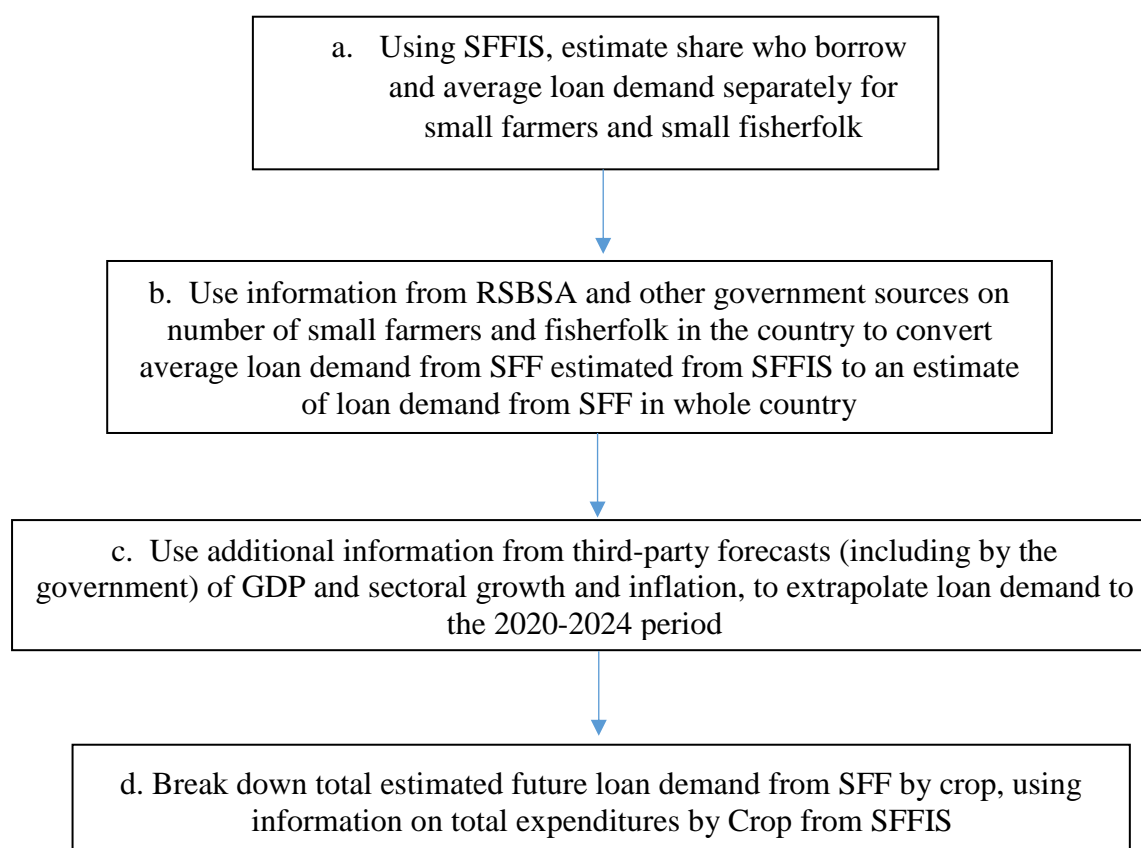 a. Using SFFIS, estimate share who borrow
and average loan demand separately for
small farmers and small fisherfolk
b. Use information from RSBSA and other government sources on
number of small farmers and fisherfolk in the country to convert
average loan demand from SFF estimated from SFFIS to an estimate
of loan demand from SFF in whole country
c. Use additional information from third-party forecasts (including by the
government) of GDP and sectoral growth and inflation, to extrapolate loan demand to
the 2020-2024 period
d. Break down total estimated future loan demand from SFF by crop, using
information on total expenditures by Crop from SFFIS